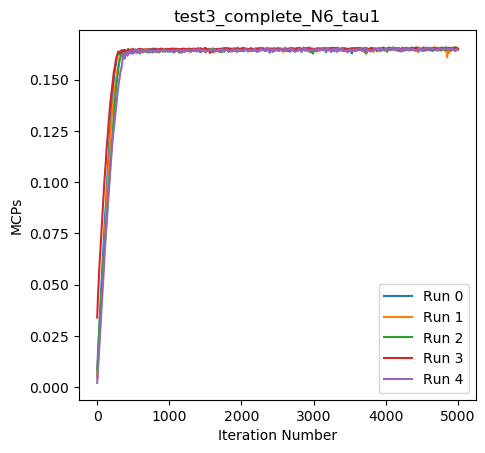 test3_complete_N6_tau1
MCPs
0.150
0.125
0.100
0.075
0.050
0.025
0.000
Run 0
Run 1
Run 2
Run 3
Run 4
0 1000 2000 3000 4000 5000
Iteration Number